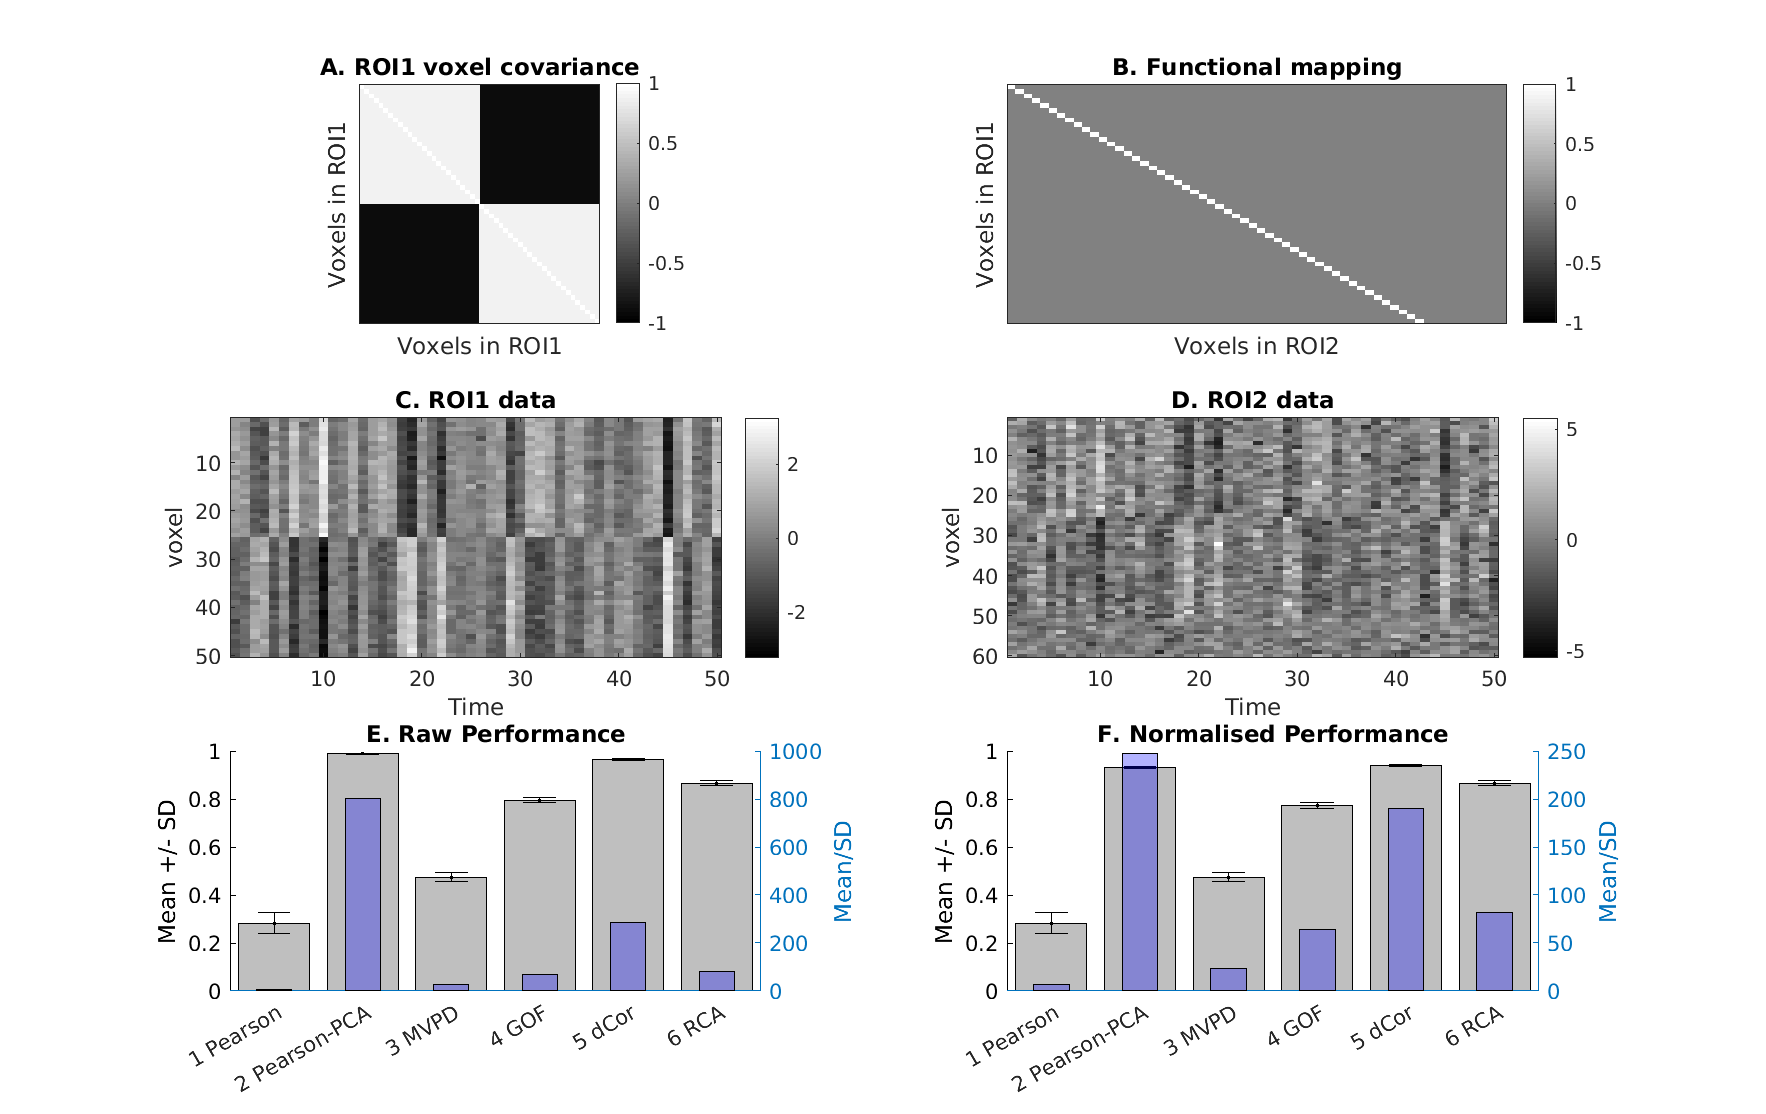 A. ROI1 voxel covariance
Voxels in ROI1
1
0.5
0
-0.5
-1
Voxels in ROI1
B. Functional mapping
Voxels in ROI1
1
0.5
0
-0.5
-1
Voxels in ROI2
C. ROI1 data
voxel
10
20
30
40
50
2
0
-2
10 20 30 40 50
Time
D. ROI2 data
voxel
10
20
30
40
50
60
5
0
-5
10 20 30 40 50
Time
E. Raw Performance
Mean +/- SD
1
0.8
0.6
0.4
0.2
0
1000
800
600
400
200
0
Mean/SD
1 Pearson
2 Pearson-PCA
3 MVPD
4 GOF
5 dCor
6 RCA
F. Normalised Performance
Mean +/- SD
1
0.8
0.6
0.4
0.2
0
250
200
150
100
50
0
Mean/SD
1 Pearson
2 Pearson-PCA
3 MVPD
4 GOF
5 dCor
6 RCA